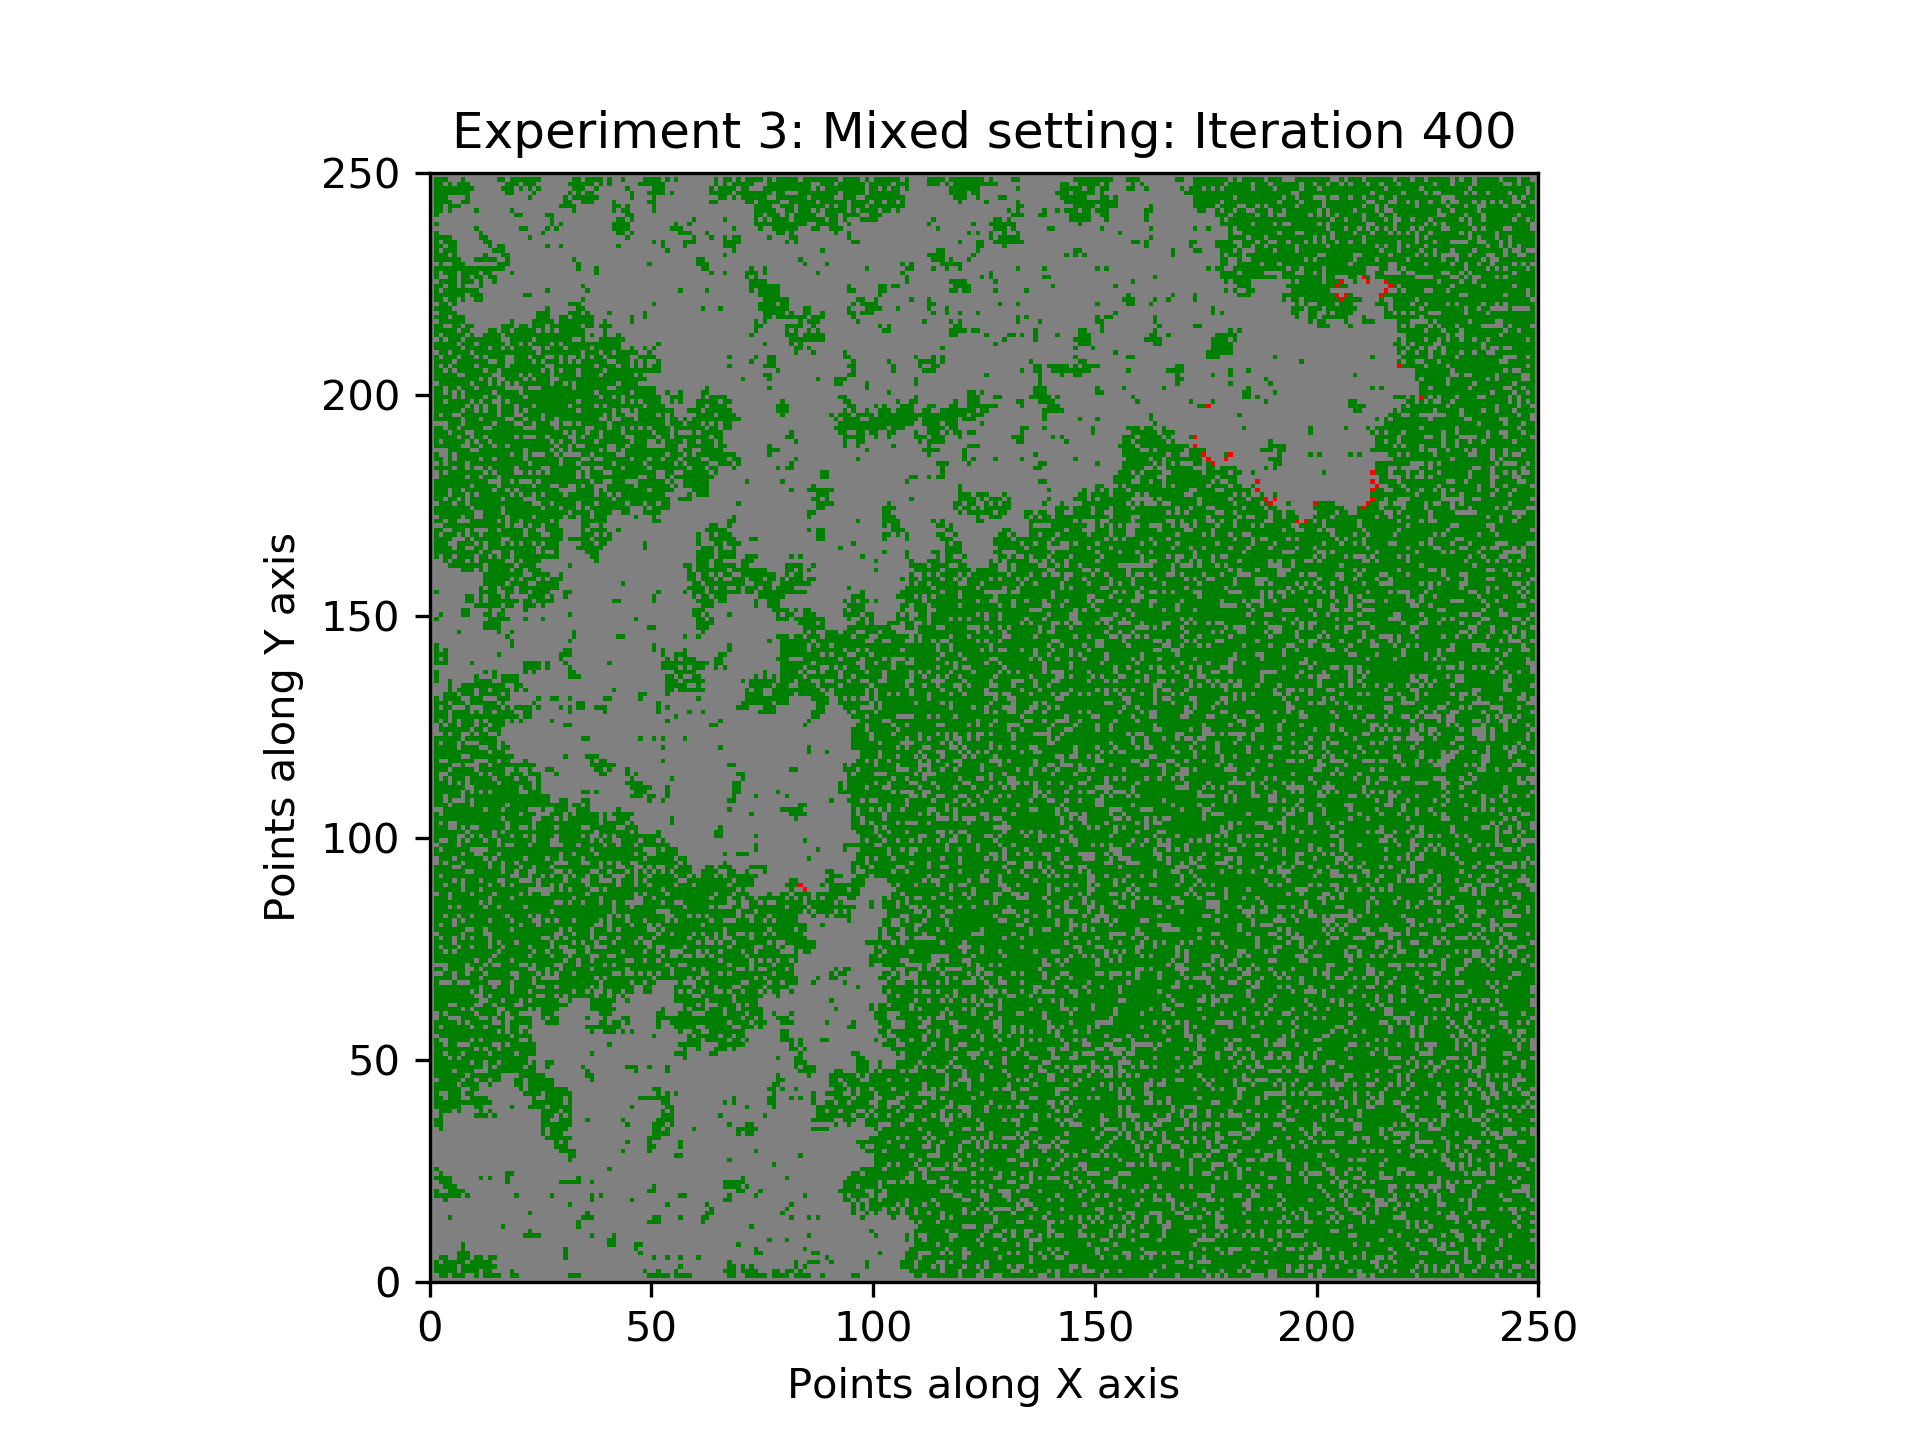 Experiment 3: Mixed setting: Iteration 400
250
200
150
100
50
0
Points along Y axis
0 50 100 150 200 250
Points along X axis